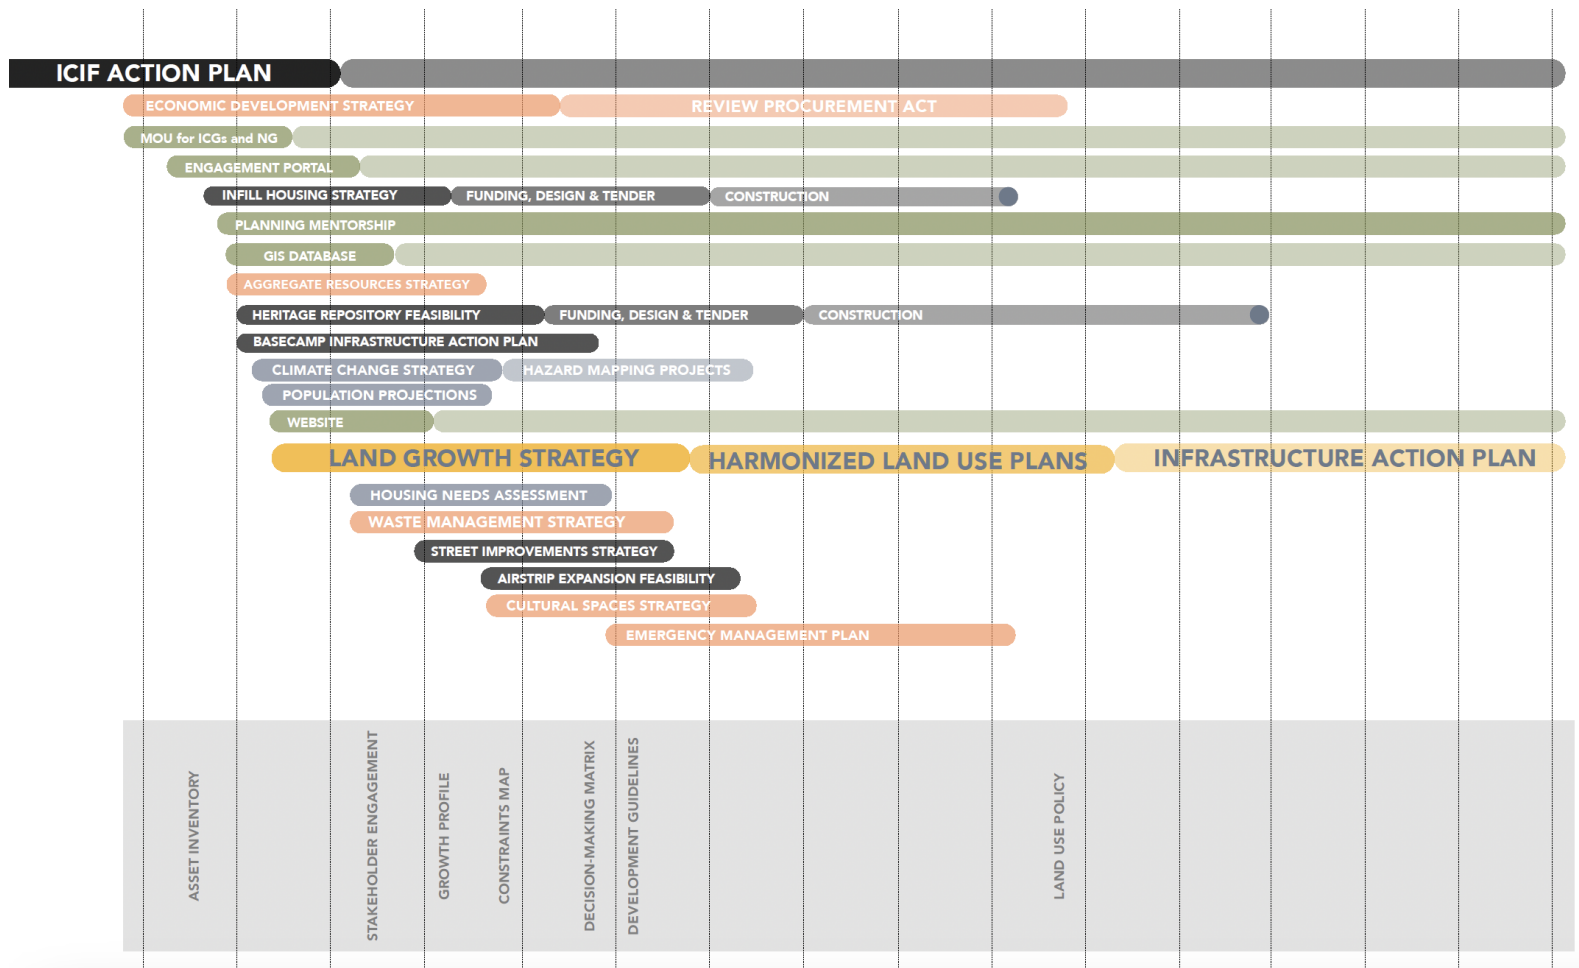 ICIF ACTION PLAN
ECONOMIC DEVELOPMENT STRATEGY REVIEW PROCUREMENT ACT
MOU for ICGs and NG
ENGAGEMENT PORTAL
INFILL HOUSING STRATEGY FUNDING, DESIGN & TENDER CONSTRUCTION
PLANNING MENTORSHIP
GIS DATABASE
AGGREGATE RESOURCES STRATEGY
HERITAGE REPOSITORY FEASIBILITY FUNDING, DESIGN & TENDER CONSTRUCTION
BASECAMP INFRASTRUCTURE ACTION PLAN
CLIMATE CHANGE STRATEGY HAZARD MAPPING PROJECTS
POPULATION PROJECTIONS
WEBSITE
LAND GROWTH STRATEGY HARMONIZED LAND USE PLANS INFRASTRUCTURE ACTION PLAN
HOUSING NEEDS ASSESSMENT
WASTE MANAGEMENT STRATEGY
STREET IMPROVEMENTS STRATEGY
AIRSTRIP EXPANSION FEASIBILITY
CULTURAL SPACES STRATEGY
EMERGENCY MANAGEMENT PLAN
ASSET INVENTORY
STAKEHOLDER ENGAGEMENT
GROWTH PROFILE
CONSTRAINTS MAP
DECISION-MAKING MATRIX
DEVELOPMENT GUIDELINES
LAND USE POLICY